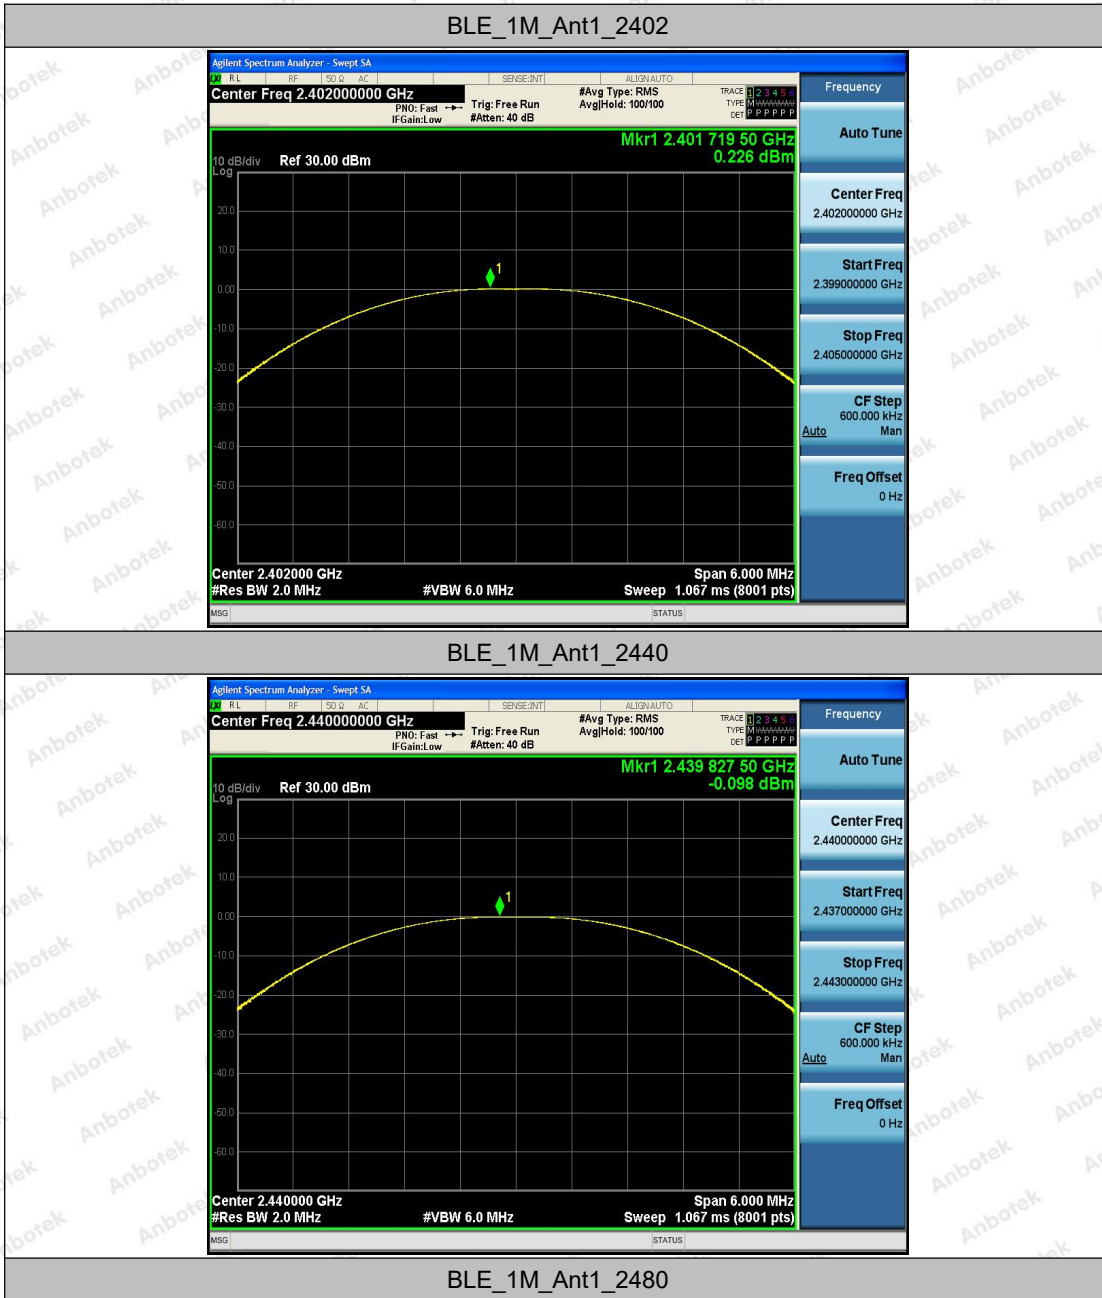 BLE_1M_Ant1_2402
Agilent Spectrum Analyzer - Swept SA
LXI RL RF 50 Ω AC SENSE:INT ALIGNAUTO
Center Freq 2.402000000 GHz
PNO: Fast
IFGain:Low
Trig: Free Run
#Atten: 40 dB
#Avg Type: RMS
Avg|Hold: 100/100
TRACE 1 2 3 4 5 6
TYPE M
DET P P P P P P
Mkr1 2.401 719 50 GHz
0.226 dBm
10 dB/div
Log
Ref 30.00 dBm
20.0
10.0
0.00
-10.0
-20.0
-30.0
-40.0
-50.0
-60.0
1
Center 2.402000 GHz
Span 6.000 MHz
#Res BW 2.0 MHz
#VBW 6.0 MHz
Sweep 1.067 ms (8001 pts)
MSG
STATUS
Frequency
Auto Tune
Center Freq
2.402000000 GHz
Start Freq
2.399000000 GHz
Stop Freq
2.405000000 GHz
CF Step
600.000 kHz
Auto Man
Freq Offset
0 Hz
BLE_1M_Ant1_2440
Agilent Spectrum Analyzer - Swept SA
LXI RL RF 50 Ω AC SENSE:INT ALIGNAUTO
Center Freq 2.440000000 GHz
PNO: Fast
IFGain:Low
Trig: Free Run
#Atten: 40 dB
#Avg Type: RMS
Avg|Hold: 100/100
TRACE 1 2 3 4 5 6
TYPE M
DET P P P P P P
Mkr1 2.439 827 50 GHz
-0.098 dBm
10 dB/div
Log
Ref 30.00 dBm
20.0
10.0
0.00
-10.0
-20.0
-30.0
-40.0
-50.0
-60.0
1
Center 2.440000 GHz
Span 6.000 MHz
#Res BW 2.0 MHz
#VBW 6.0 MHz
Sweep 1.067 ms (8001 pts)
MSG
STATUS
Frequency
Auto Tune
Center Freq
2.440000000 GHz
Start Freq
2.437000000 GHz
Stop Freq
2.443000000 GHz
CF Step
600.000 kHz
Auto Man
Freq Offset
0 Hz
BLE_1M_Ant1_2480
Anbotek